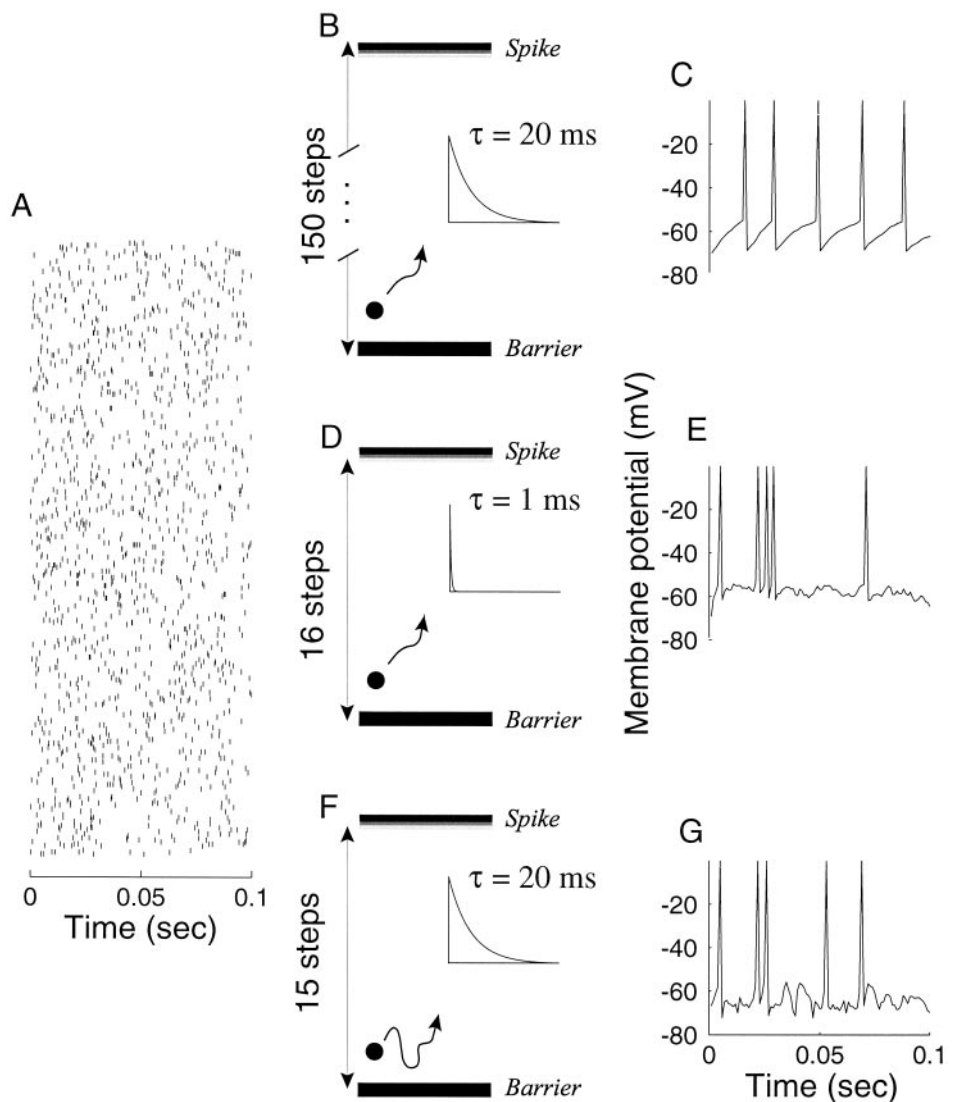 A
0
0.05
0.1
Time (sec)
B
Spike
150 steps
τ = 20 ms
Barrier
C
-20
-40
-60
-80
D
Spike
16 steps
τ = 1 ms
Barrier
Membrane potential (mV)
E
-20
-40
-60
-80
F
Spike
15 steps
τ = 20 ms
Barrier
G
-20
-40
-60
-80
0
0.05
0.1
Time (sec)